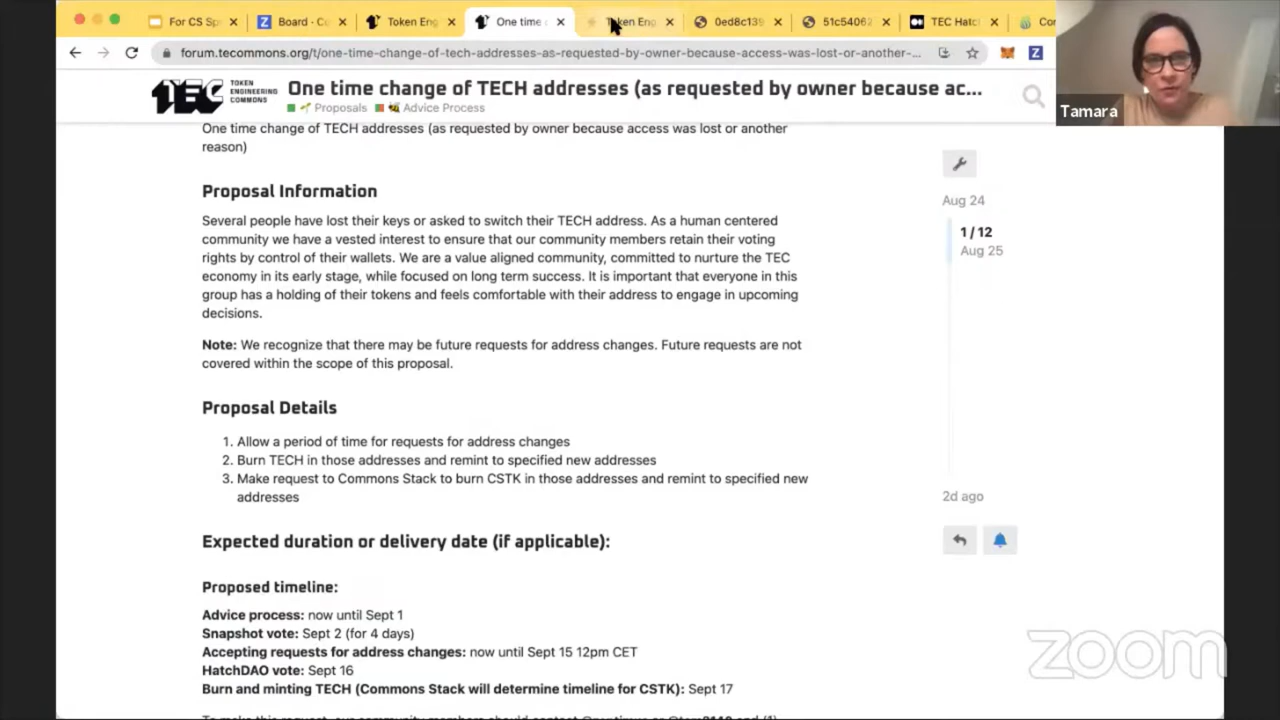 For CS Sp
Board - Co
Token Eng
One time
Token Eng
0ed8c139
51c54062
TEC Hatc
Cor
forum.tecommons.org/t/one-time-change-of-tech-addresses-as-requested-by-owner-because-access-was-lost-or-another-...
TEC
TOKEN
ENGINEERING
COMMONS
One time change of TECH addresses (as requested by owner because ac...
Proposals
Advice Process
Tamara
One time change of TECH addresses (as requested by owner because access was lost or another
reason)
Proposal Information
Several people have lost their keys or asked to switch their TECH address. As a human centered
community we have a vested interest to ensure that our community members retain their voting
rights by control of their wallets. We are a value aligned community, committed to nurture the TEC
economy in its early stage, while focused on long term success. It is important that everyone in this
group has a holding of their tokens and feels comfortable with their address to engage in upcoming
decisions.
Note: We recognize that there may be future requests for address changes. Future requests are not
covered within the scope of this proposal.
Proposal Details
1. Allow a period of time for requests for address changes
2. Burn TECH in those addresses and remint to specified new addresses
3. Make request to Commons Stack to burn CSTK in those addresses and remint to specified new
addresses
Expected duration or delivery date (if applicable):
Proposed timeline:
Advice process: now until Sept 1
Snapshot vote: Sept 2 (for 4 days)
Accepting requests for address changes: now until Sept 15 12pm CET
HatchDAO vote: Sept 16
Burn and minting TECH (Commons Stack will determine timeline for CSTK): Sept 17
Aug 24
1 / 12
Aug 25
2d ago
zoom